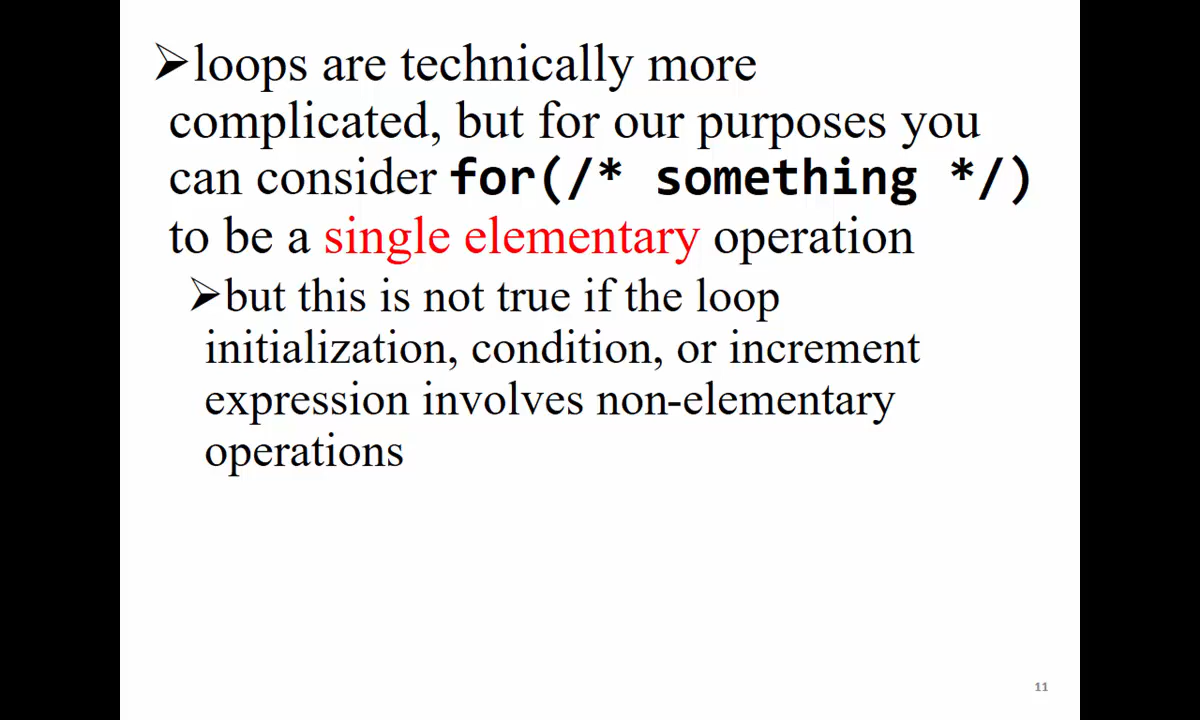 ➢loops are technically more
complicated, but for our purposes you
can consider for(/* something */)
to be a single elementary operation
➢but this is not true if the loop
initialization, condition, or increment
expression involves non-elementary
operations
11